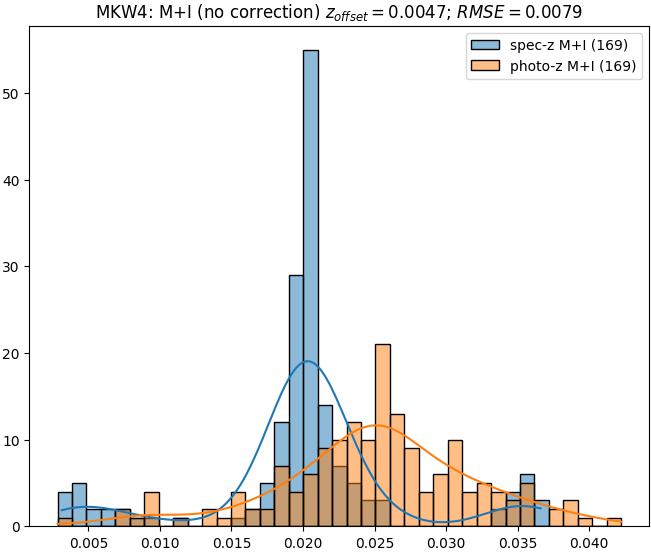 MKW4: M+I (no correction) z_offset = 0.0047; RMSE = 0.0079
spec-z M+I (169)
photo-z M+I (169)
50
40
30
20
10
0
0.005 0.010 0.015 0.020 0.025 0.030 0.035 0.040